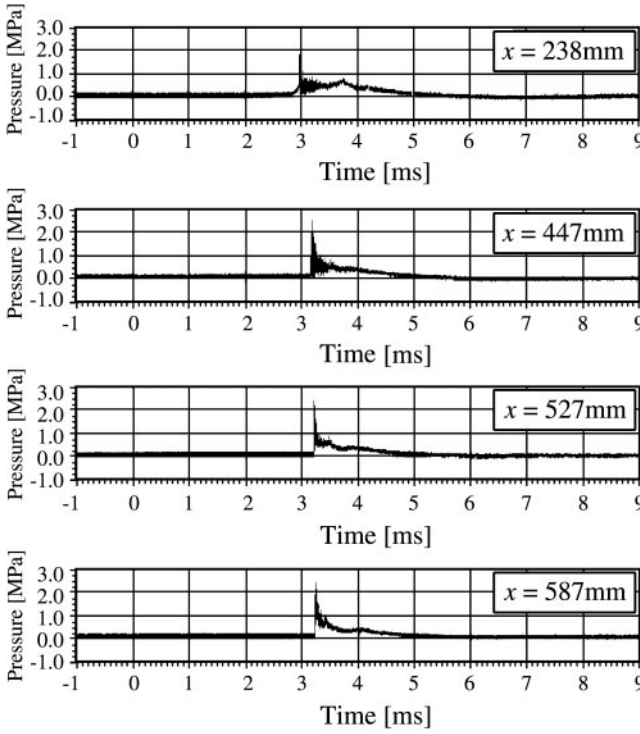 Pressure [MPa]
3.0
2.0
1.0
0.0
-1.0
x = 238mm
-1 0 1 2 3 4 5 6 7 8 9
Time [ms]
Pressure [MPa]
3.0
2.0
1.0
0.0
-1.0
x = 447mm
-1 0 1 2 3 4 5 6 7 8 9
Time [ms]
Pressure [MPa]
3.0
2.0
1.0
0.0
-1.0
x = 527mm
-1 0 1 2 3 4 5 6 7 8 9
Time [ms]
Pressure [MPa]
3.0
2.0
1.0
0.0
-1.0
x = 587mm
-1 0 1 2 3 4 5 6 7 8 9
Time [ms]